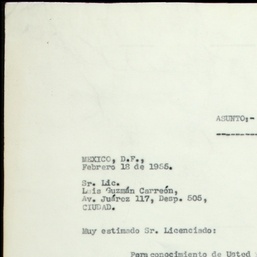 ASUNTO;-
MEXICO, D.F.,
Febrero 18 de 1955.
Sr. Lic.
Luis Guzmán Carreón,
Av. Juárez 117, Desp. 505,
CIUDAD.
Muy estimado Sr. Licenciado:
Para conocimiento de Usted